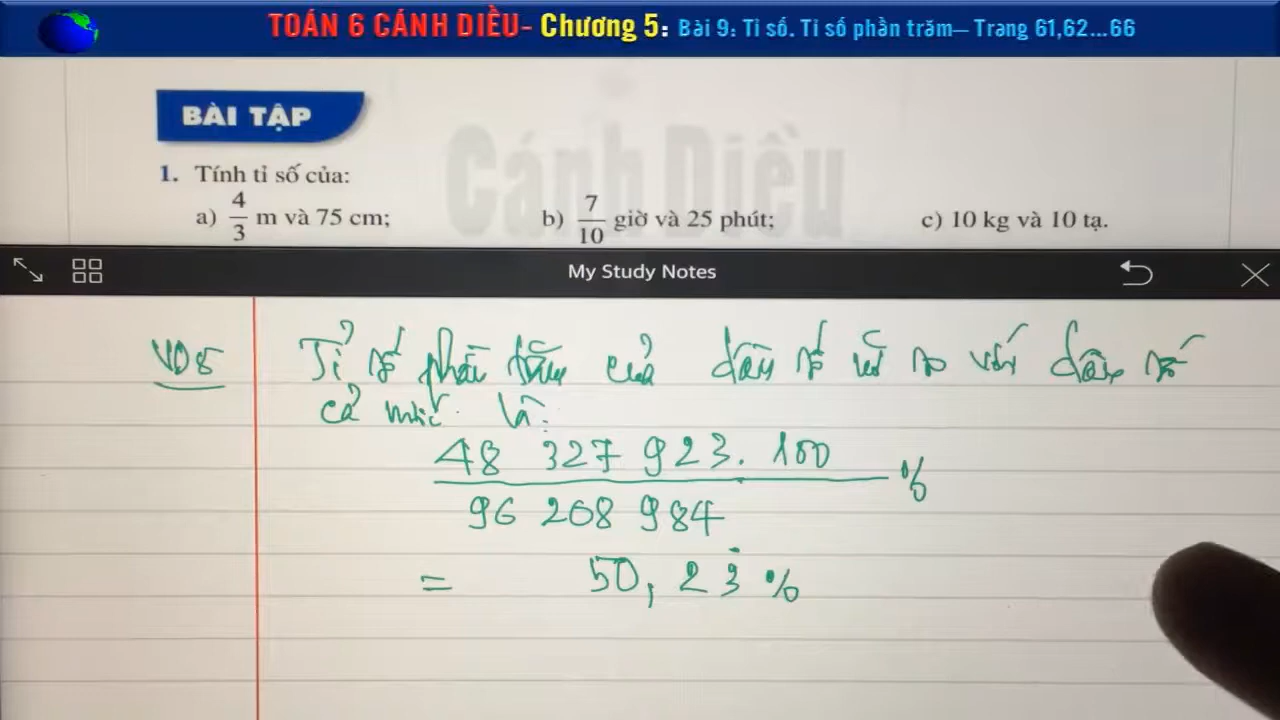 TOÁN 6 CÁNH DIỀU- Chương 5: Bài 9: Tỉ số. Tỉ số phần trăm– Trang 61,62...66
Cánh Diều
BÀI TẬP
1. Tính tỉ số của:
a) 4/3 m và 75 cm; b) 7/10 giờ và 25 phút; c) 10 kg và 10 tạ.
My Study Notes
VD8 Tỉ số phần trăm của dân số nữ so với dân số
cả nước là:
48 327 923. 100
%
96 208 984
= 50,23 %